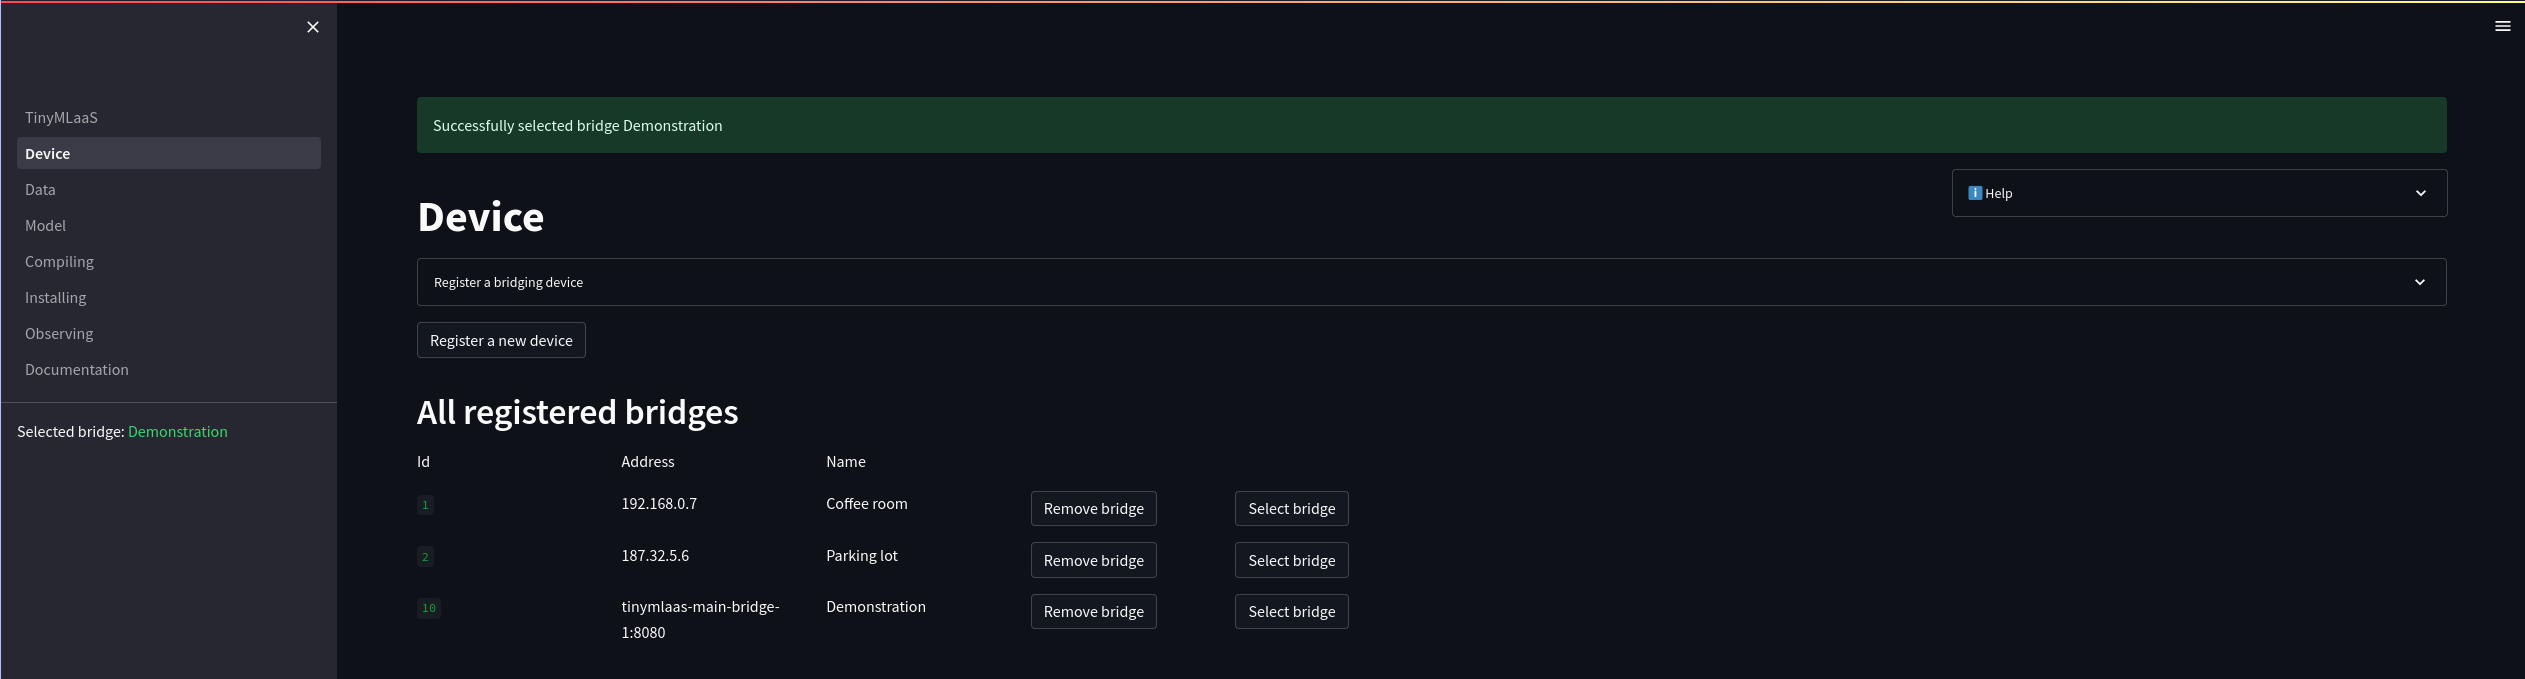 TinyMLaaS
Device
Data
Model
Compiling
Installing
Observing
Documentation
Selected bridge: Demonstration
Successfully selected bridge Demonstration
i Help
Device
Register a bridging device
Register a new device
All registered bridges
Id Address Name
1 192.168.0.7 Coffee room Remove bridge Select bridge
2 187.32.5.6 Parking lot Remove bridge Select bridge
10 tinymlaas-main-bridge- Demonstration Remove bridge Select bridge
1:8080